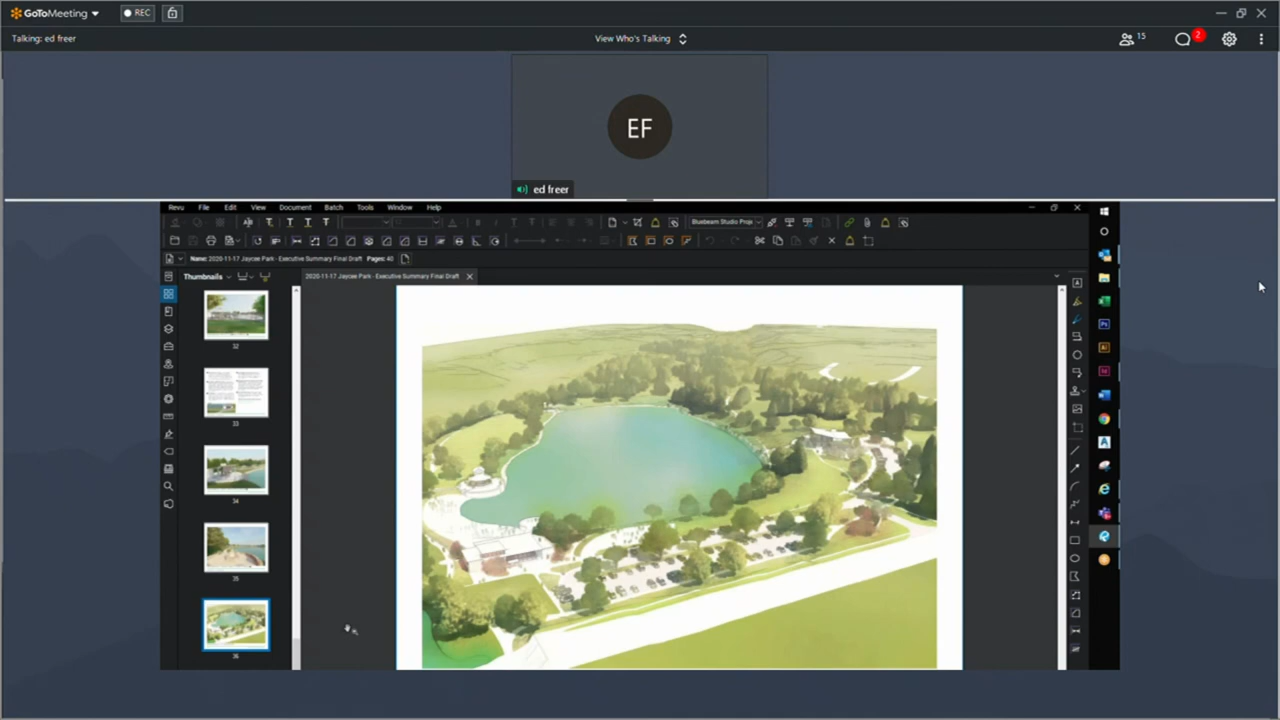 GoToMeeting
REC
Talking: ed freer
View Who's Talking
15
2
EF
ed freer
Revu File Edit View Document Batch Tools Window Help
Bluebeam Studio Proje
Name: 2020-11-17 Jaycee Park - Executive Summary Final Draft Pages: 40
Thumbnails
2020-11-17 Jaycee Park - Executive Summary Final Draft
32
33
34
35
36